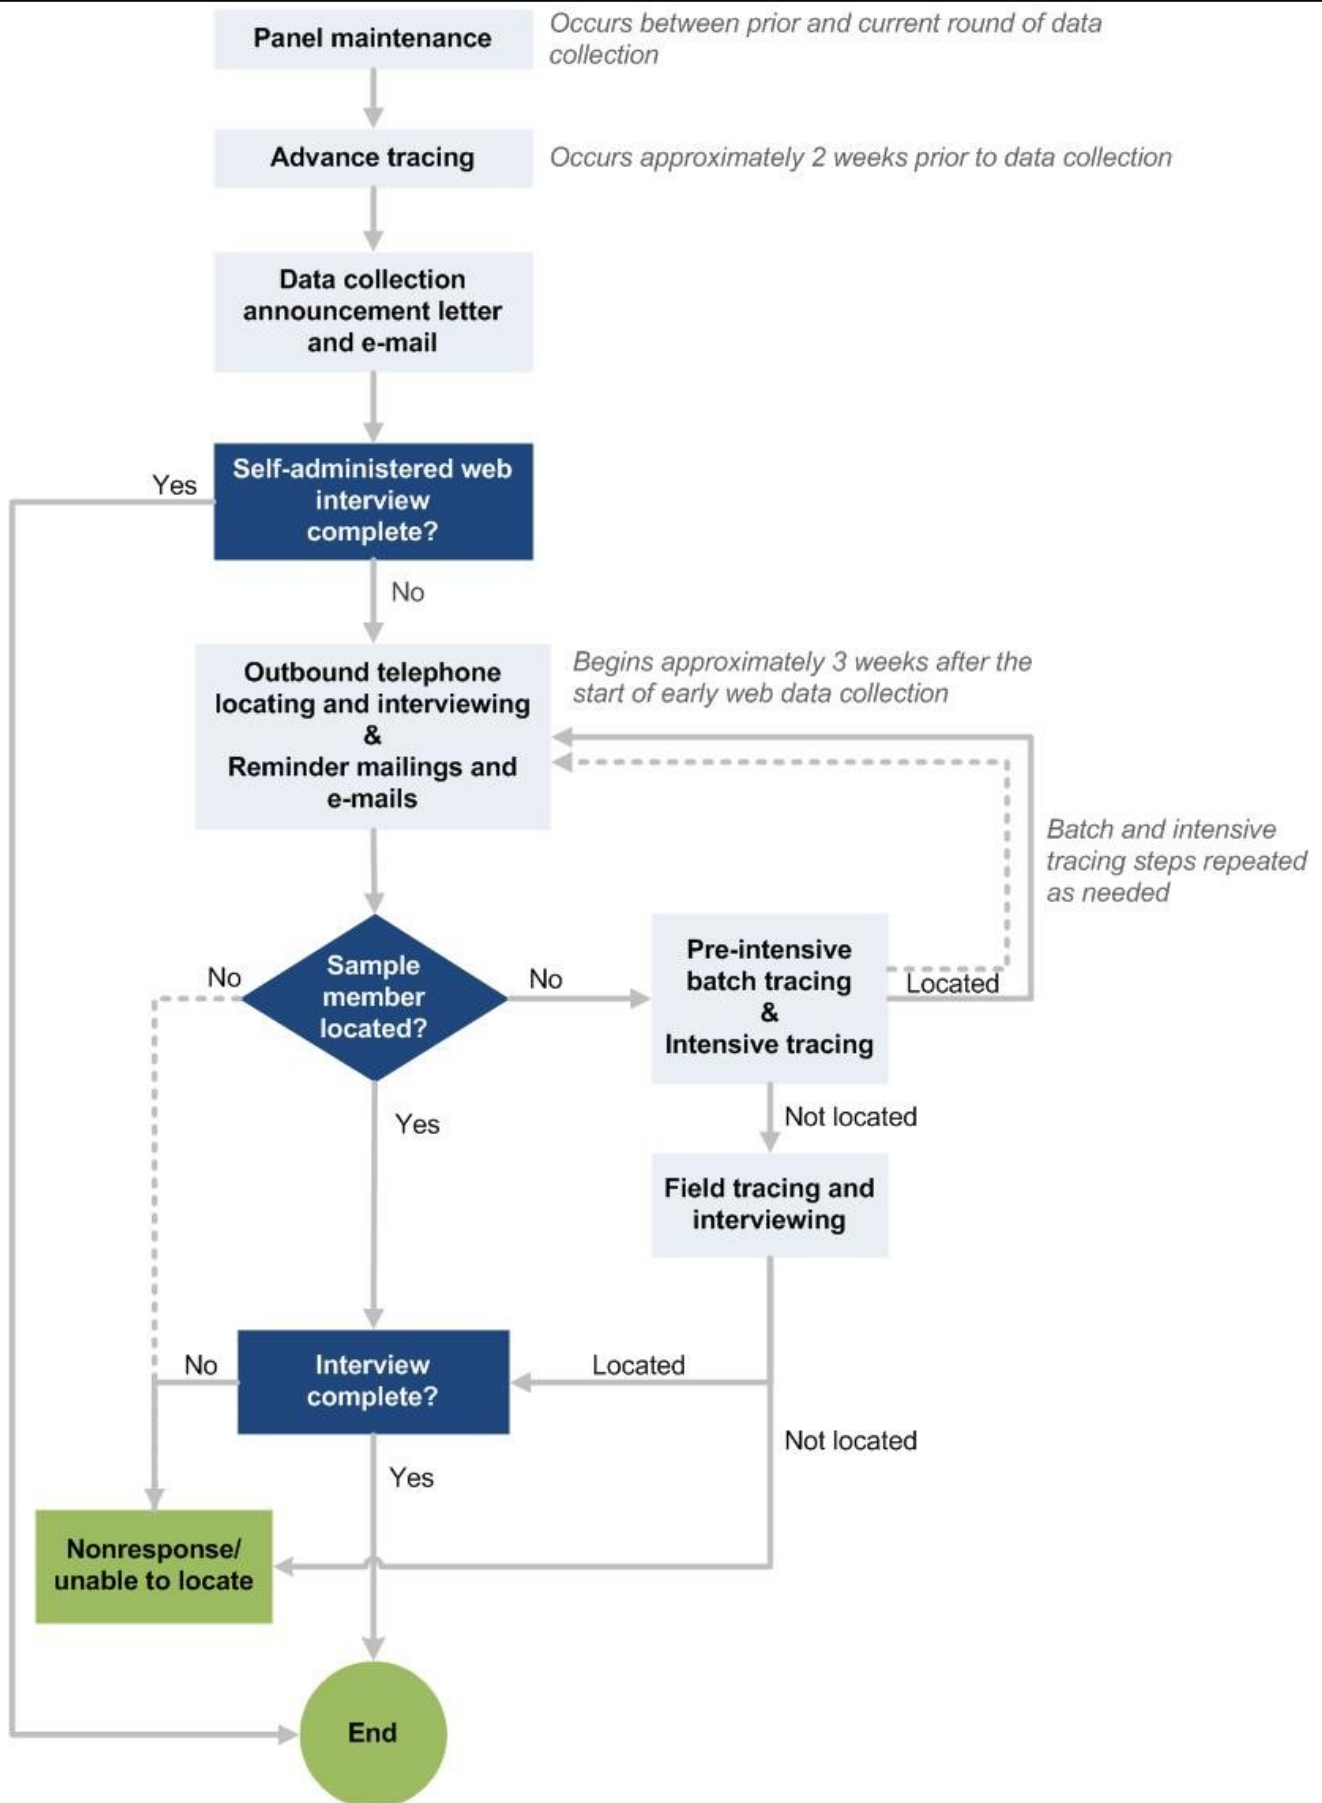 Panel maintenance
Occurs between prior and current round of data
collection
Advance tracing
Occurs approximately 2 weeks prior to data collection
Data collection
announcement letter
and e-mail
Self-administered web
interview
complete?
Yes
No
Outbound telephone
locating and interviewing
&
Reminder mailings and
e-mails
Begins approximately 3 weeks after the
start of early web data collection
Batch and intensive
tracing steps repeated
as needed
Sample
member
located?
No
No
Pre-intensive
batch tracing
&
Intensive tracing
Located
Yes
Not located
Field tracing and
interviewing
Interview
complete?
No
Located
Not located
Yes
Nonresponse/
unable to locate
End